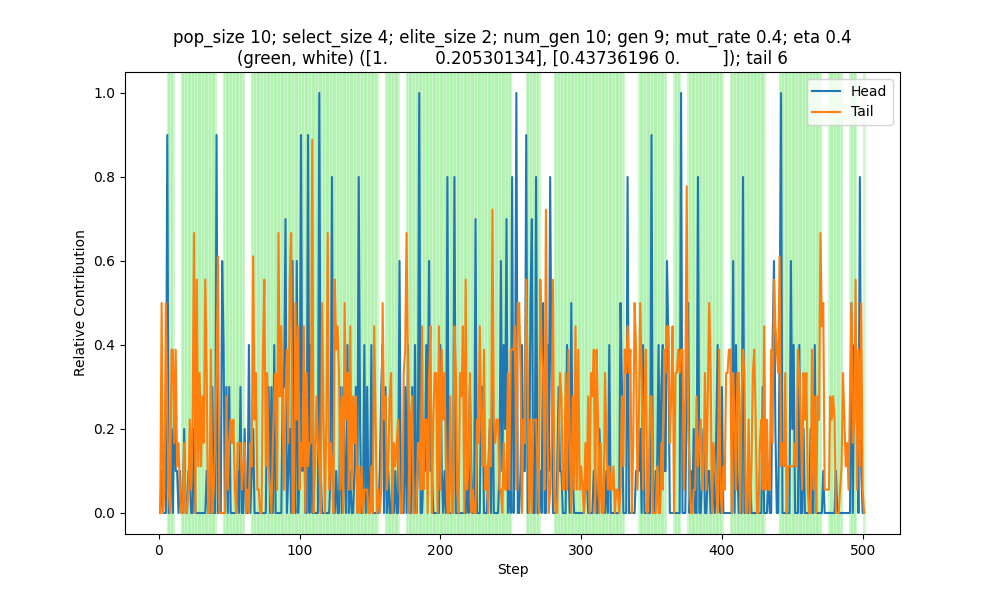 pop_size 10; select_size 4; elite_size 2; num_gen 10; gen 9; mut_rate 0.4; eta 0.4
(green, white) ([1.         0.20530134], [0.43736196 0.        ]); tail 6
Head
Tail
Relative Contribution
1.0
0.8
0.6
0.4
0.2
0.0
0
100
200
300
400
500
Step